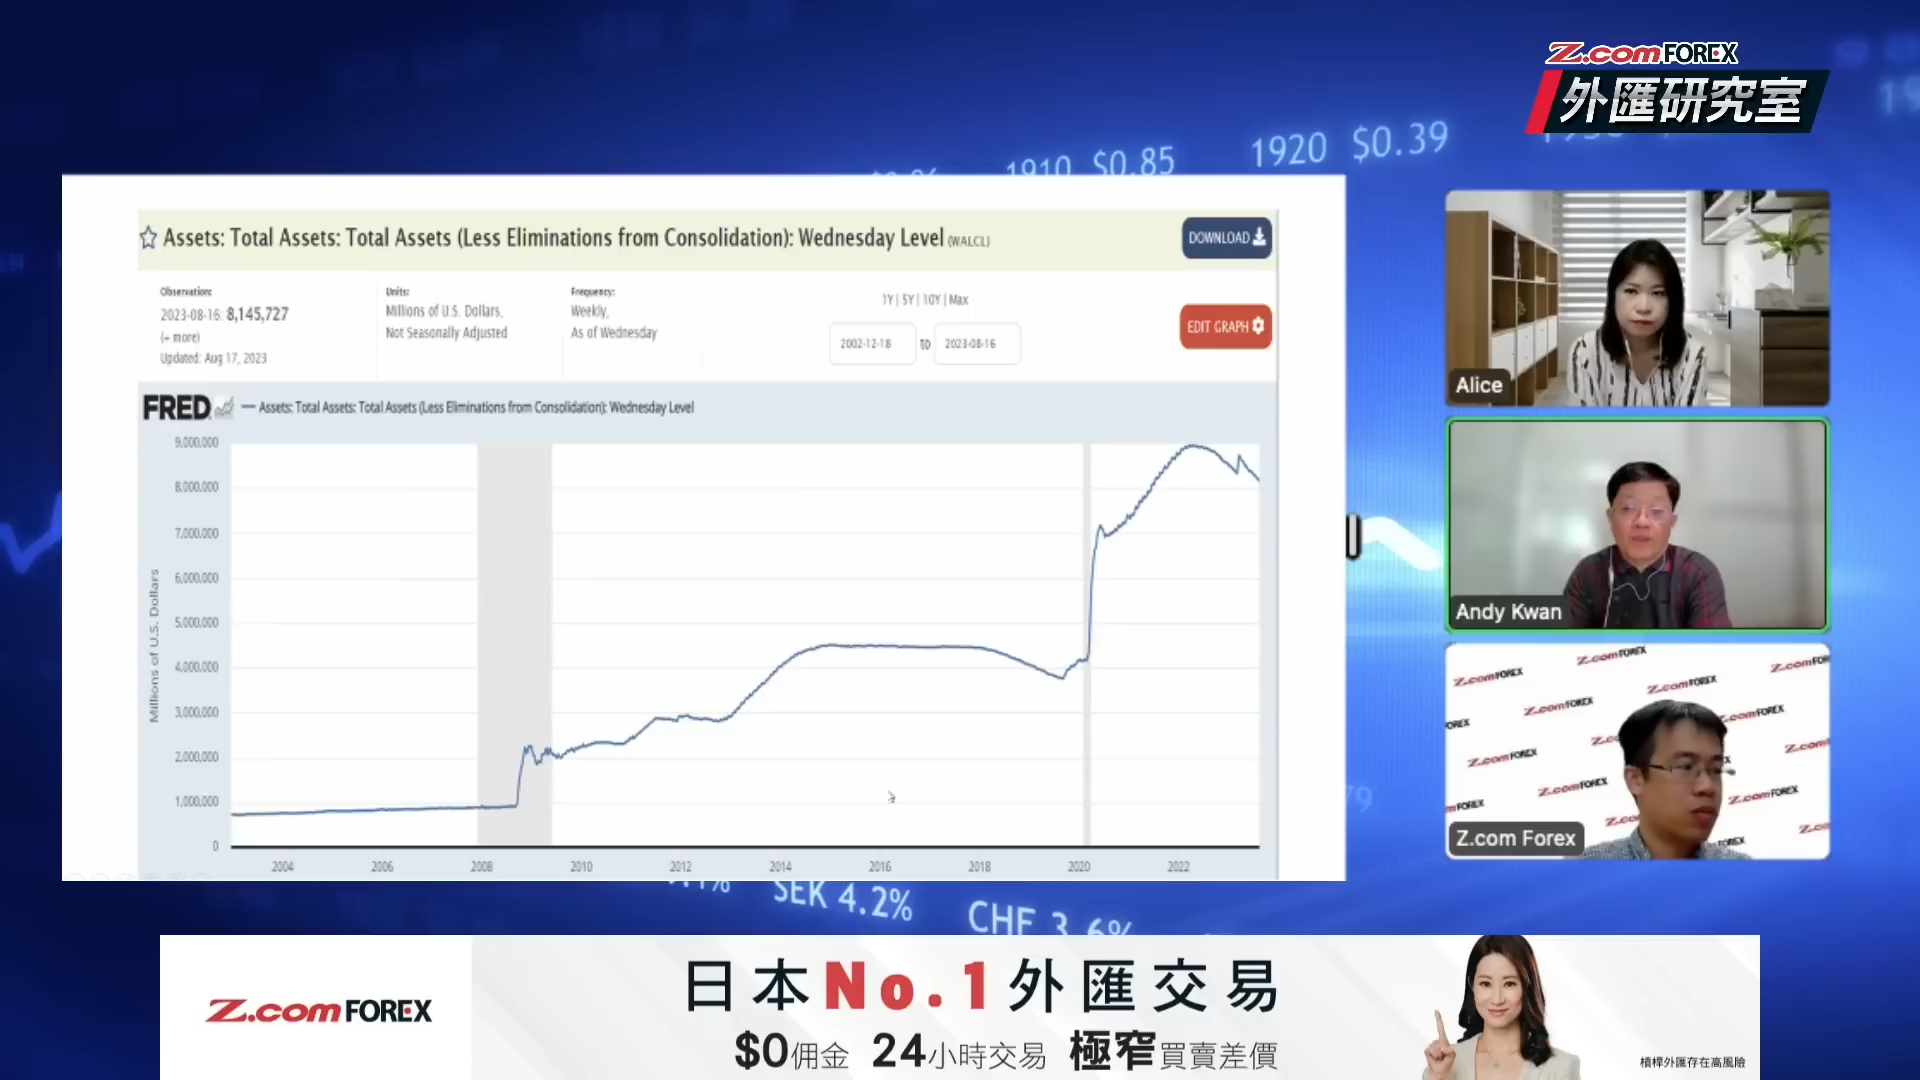 Z.comFOREX
外匯研究室
1910 $0.85
1920 $0.39
Assets: Total Assets: Total Assets (Less Eliminations from Consolidation): Wednesday Level (WALCL)
DOWNLOAD
Observation:
2023-08-16: 8,145,727
(+ more)
Updated: Aug 17, 2023
Units:
Millions of U.S. Dollars,
Not Seasonally Adjusted
Frequency:
Weekly,
As of Wednesday
1Y | 5Y | 10Y | Max
2002-12-18 TO 2023-08-16
EDIT GRAPH
FRED
Assets: Total Assets: Total Assets (Less Eliminations from Consolidation): Wednesday Level
Millions of U.S. Dollars
9,000,000
8,000,000
7,000,000
6,000,000
5,000,000
4,000,000
3,000,000
2,000,000
1,000,000
0
2004 2006 2008 2010 2012 2014 2016 2018 2020 2022
Alice
Andy Kwan
Z.com Forex
SEK 4.2%
CHF 3.6%
Z.comFOREX
日本No.1外匯交易
$0佣金 24小時交易 極窄買賣差價
槓桿外匯存在高風險